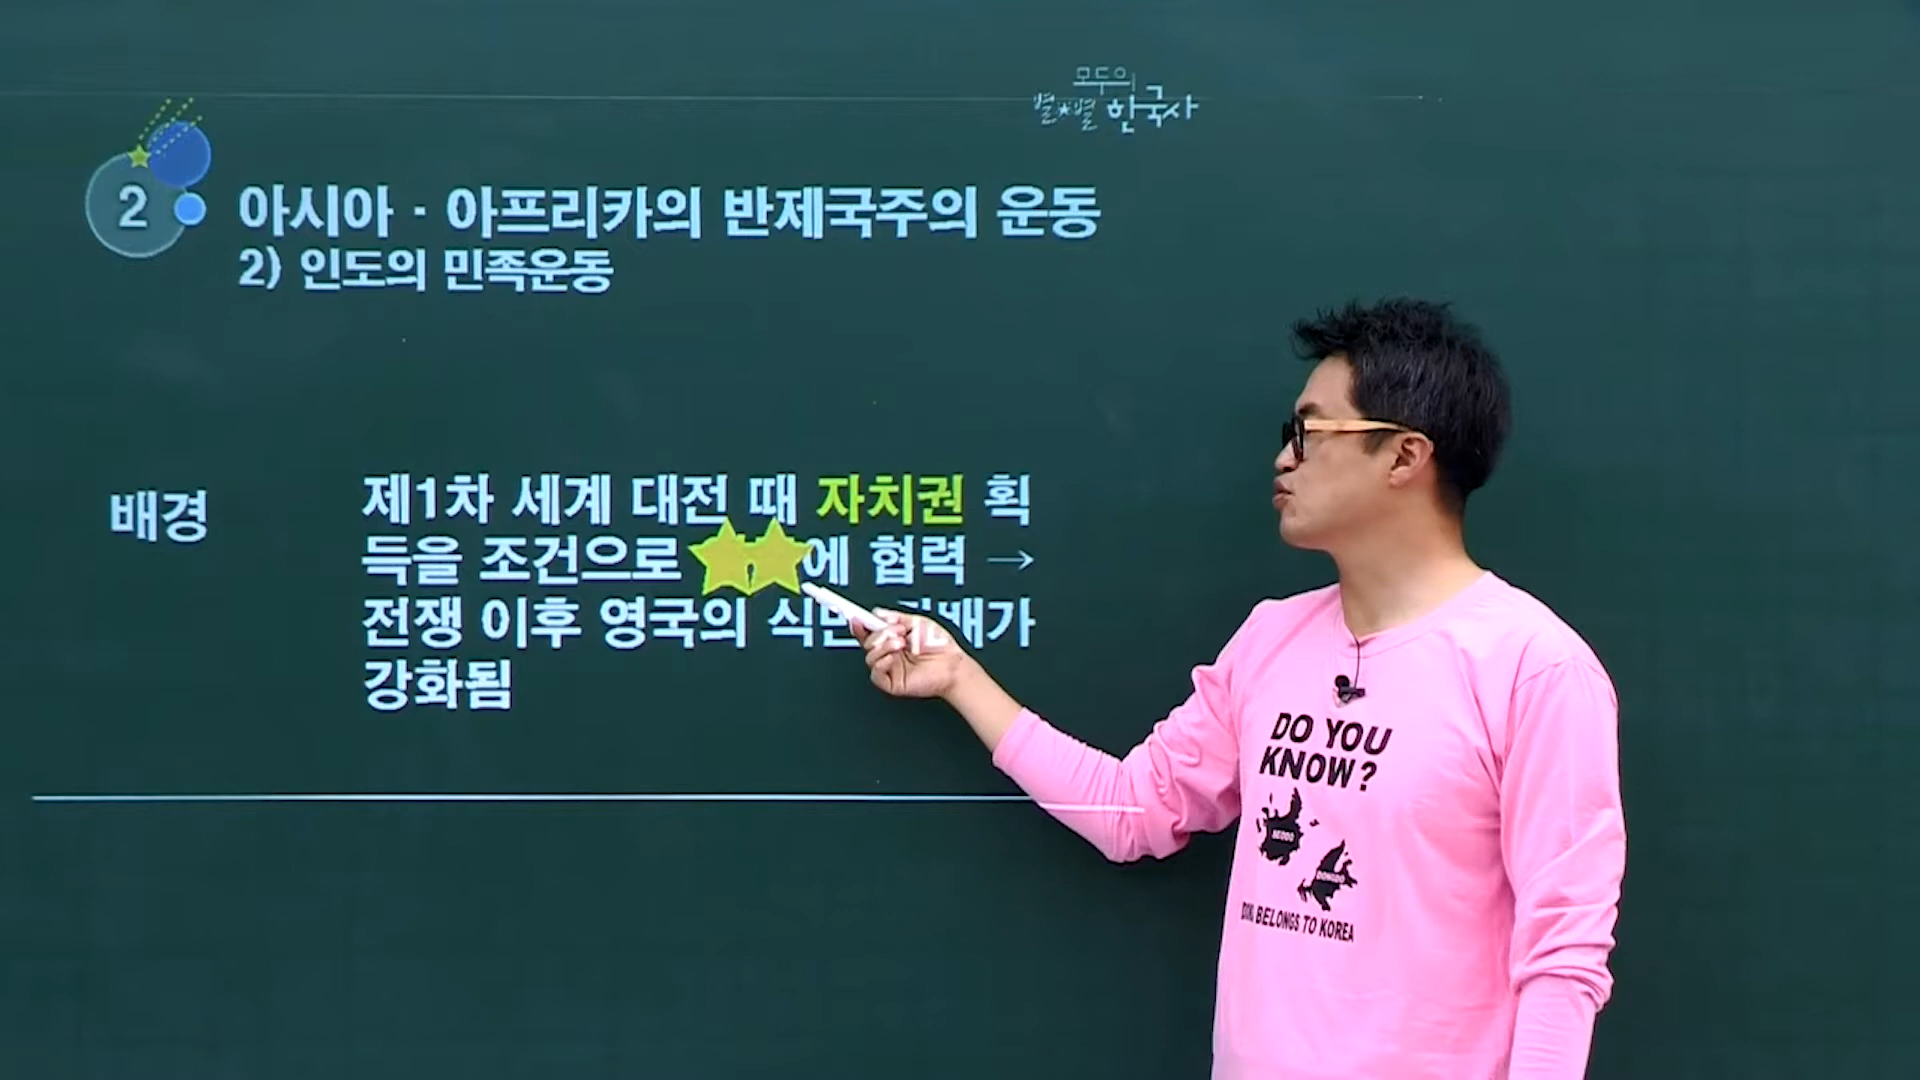 모두의
별★별 한국사
2
아시아 · 아프리카의 반제국주의 운동
2) 인도의 민족운동
배경
제1차 세계 대전 때 자치권 획
득을 조건으로 에 협력 →
전쟁 이후 영국의 식민 지배가
강화됨
DO YOU
KNOW?
BELONGS TO KOREA